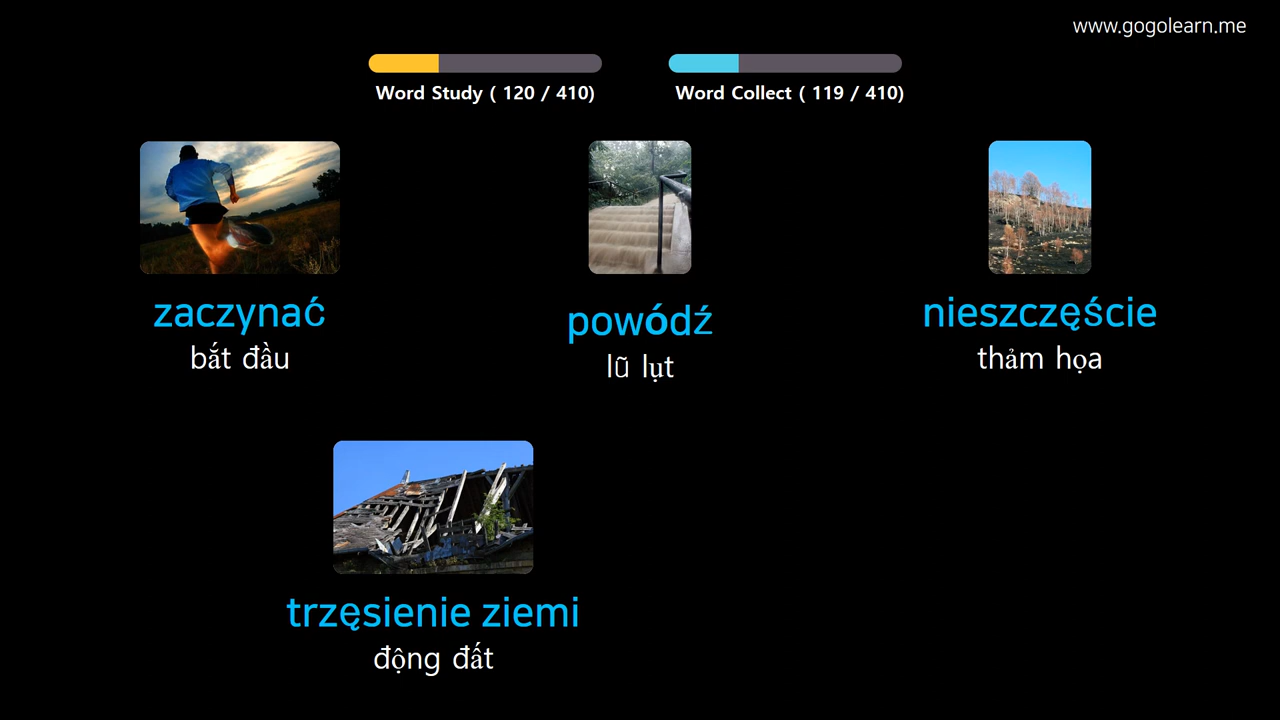 www.gogolearn.me
Word Study ( 120 / 410)
Word Collect ( 119 / 410)
zaczynać
bắt đầu
powódź
lũ lụt
nieszczęście
thảm họa
trzęsienie ziemi
động đất